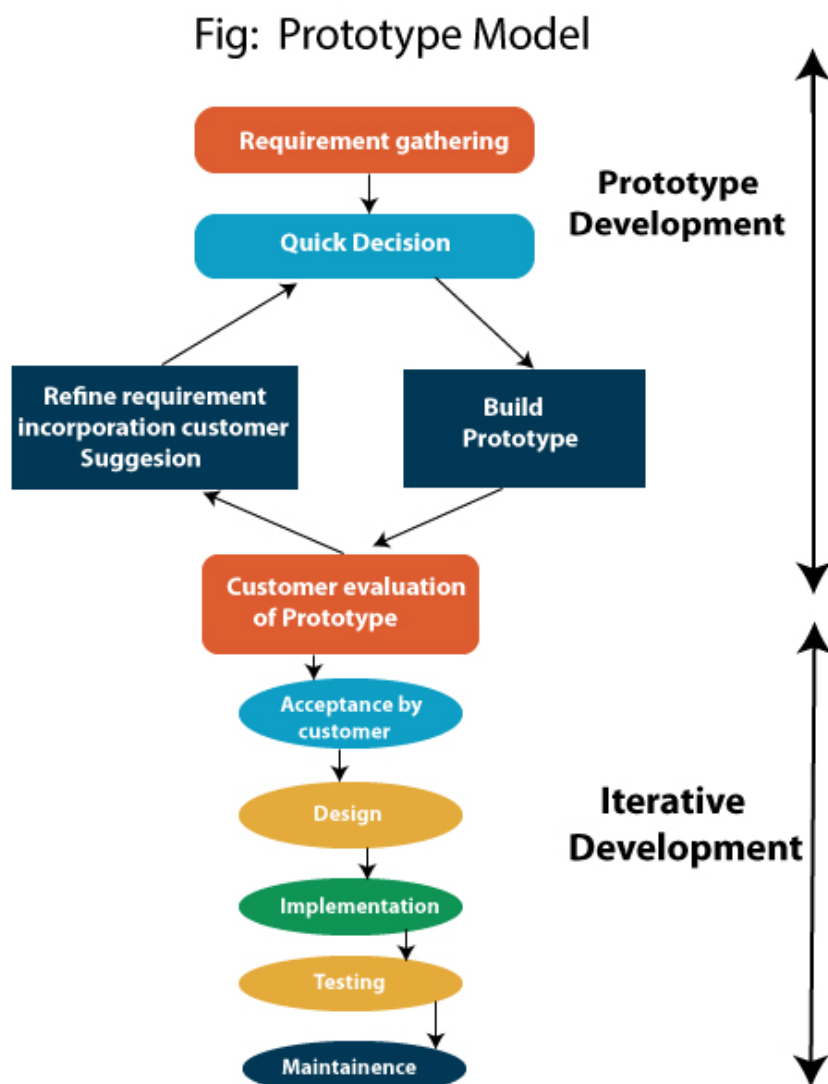 Fig: Prototype Model
Requirement gathering
Prototype
Development
Quick Decision
Refine requirement
incorporation customer
Suggesion
Build
Prototype
Customer evaluation
of Prototype
Acceptance by
customer
Design
Iterative
Development
Implementation
Testing
Maintainence